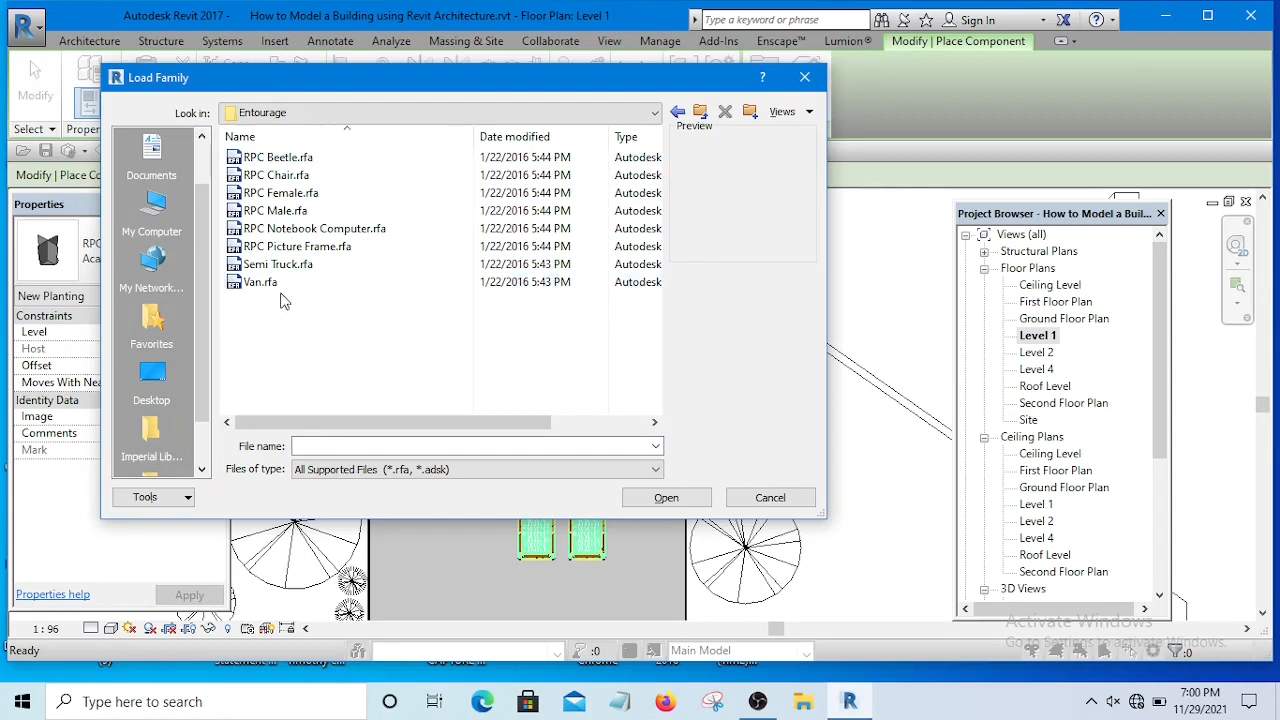 Autodesk Revit 2017 - How to Model a Building using Revit Architecture.rvt - Floor Plan: Level 1
Type a keyword or phrase
Sign In
Architecture Structure Systems Insert Annotate Analyze Massing & Site Collaborate View Manage Add-Ins Enscape™ Lumion® Modify | Place Component
Modify
Select
Proper
Modify | Place Co
Load Family
Look in: Entourage
Views
Name Date modified Type
Preview
RPC Beetle.rfa 1/22/2016 5:44 PM Autodesk
RPC Chair.rfa 1/22/2016 5:44 PM Autodesk
RPC Female.rfa 1/22/2016 5:44 PM Autodesk
RPC Male.rfa 1/22/2016 5:44 PM Autodesk
RPC Notebook Computer.rfa 1/22/2016 5:44 PM Autodesk
RPC Picture Frame.rfa 1/22/2016 5:44 PM Autodesk
Semi Truck.rfa 1/22/2016 5:43 PM Autodesk
Van.rfa 1/22/2016 5:43 PM Autodesk
Documents
My Computer
My Network...
Favorites
Desktop
Imperial Lib...
File name:
Files of type: All Supported Files (*.rfa, *.adsk)
Tools
Open
Cancel
Properties
RPC
Aca
New Planting
Constraints
Level
Host
Offset
Moves With Nea
Identity Data
Image
Comments
Mark
Properties help
Apply
Project Browser - How to Model a Buil...
Views (all)
Structural Plans
Floor Plans
Ceiling Level
First Floor Plan
Ground Floor Plan
Level 1
Level 2
Level 4
Roof Level
Second Floor Plan
Site
Ceiling Plans
Ceiling Level
First Floor Plan
Ground Floor Plan
Level 1
Level 2
Level 4
Roof Level
Second Floor Plan
3D Views
Activate Windows
Go to Settings to activate Windows.
1 : 96
Ready
:0
Main Model
:0
Type here to search
7:00 PM
11/29/2021